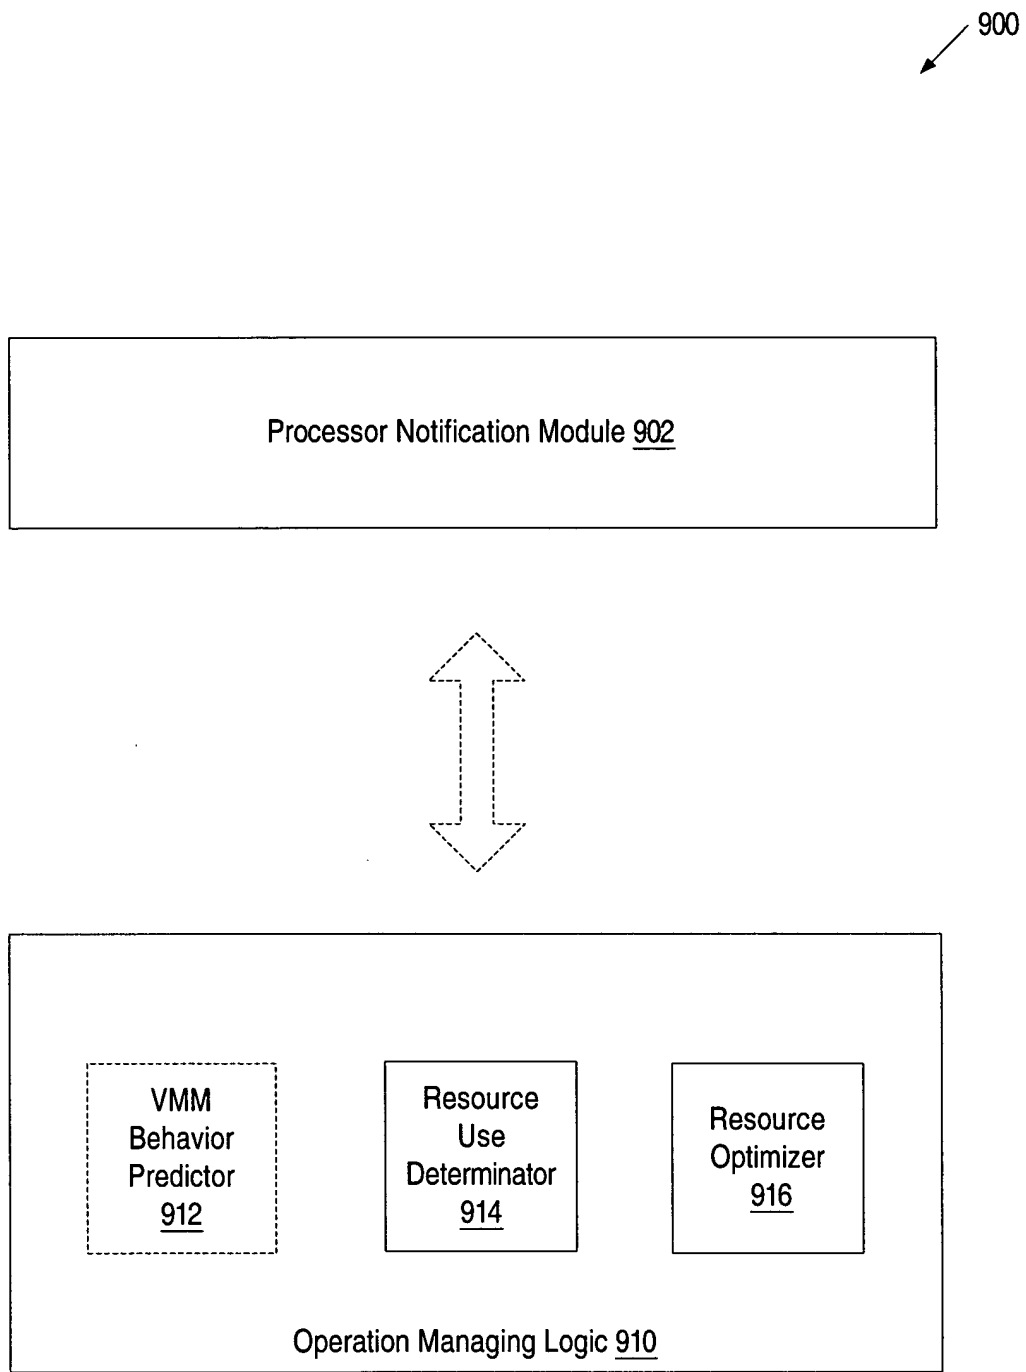 900
Processor Notification Module 902
VMM
Behavior
Predictor
912
Resource
Use
Determinator
914
Resource
Optimizer
916
Operation Managing Logic 910